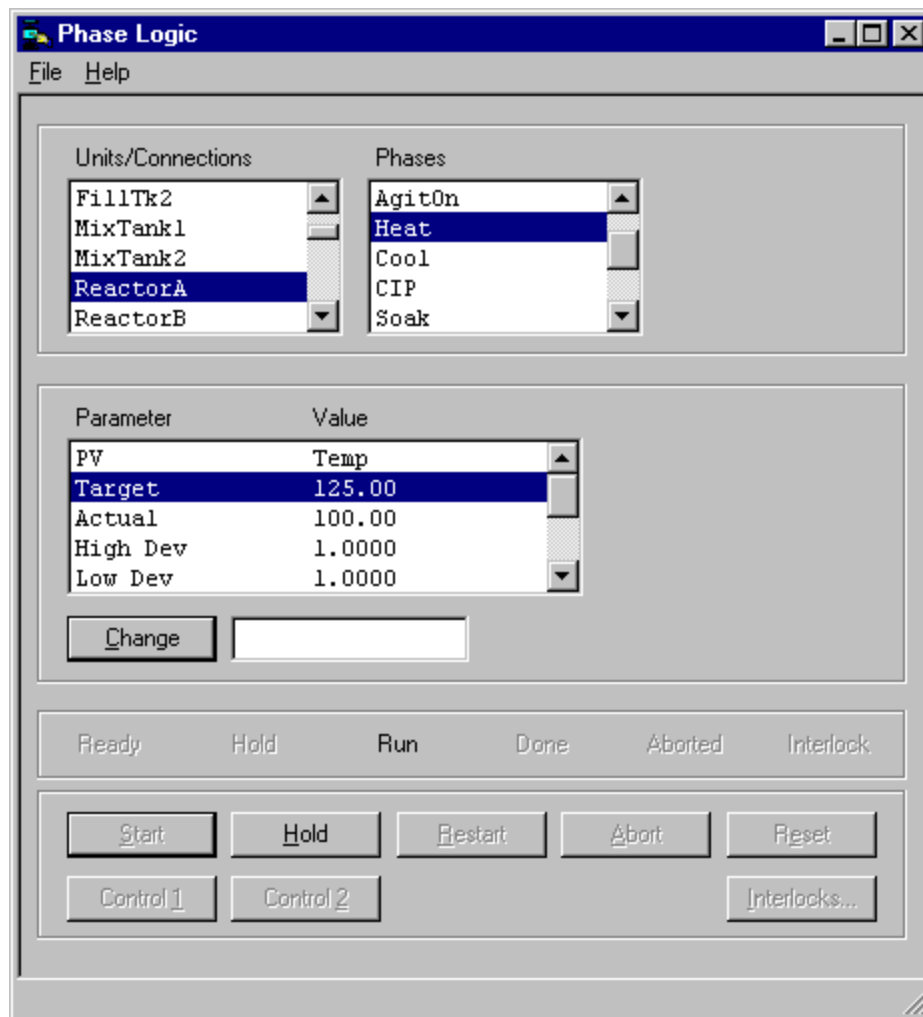 Phase Logic
File Help
Units/Connections Phases
FillTk2 AgitOn
MixTank1 Heat
MixTank2 Cool
ReactorA CIP
ReactorB Soak
Parameter Value
PV Temp
Target 125.00
Actual 100.00
High Dev 1.0000
Low Dev 1.0000
Change
Ready Hold Run Done Aborted Interlock
Start Hold Restart Abort Reset
Control 1 Control 2 Interlocks...